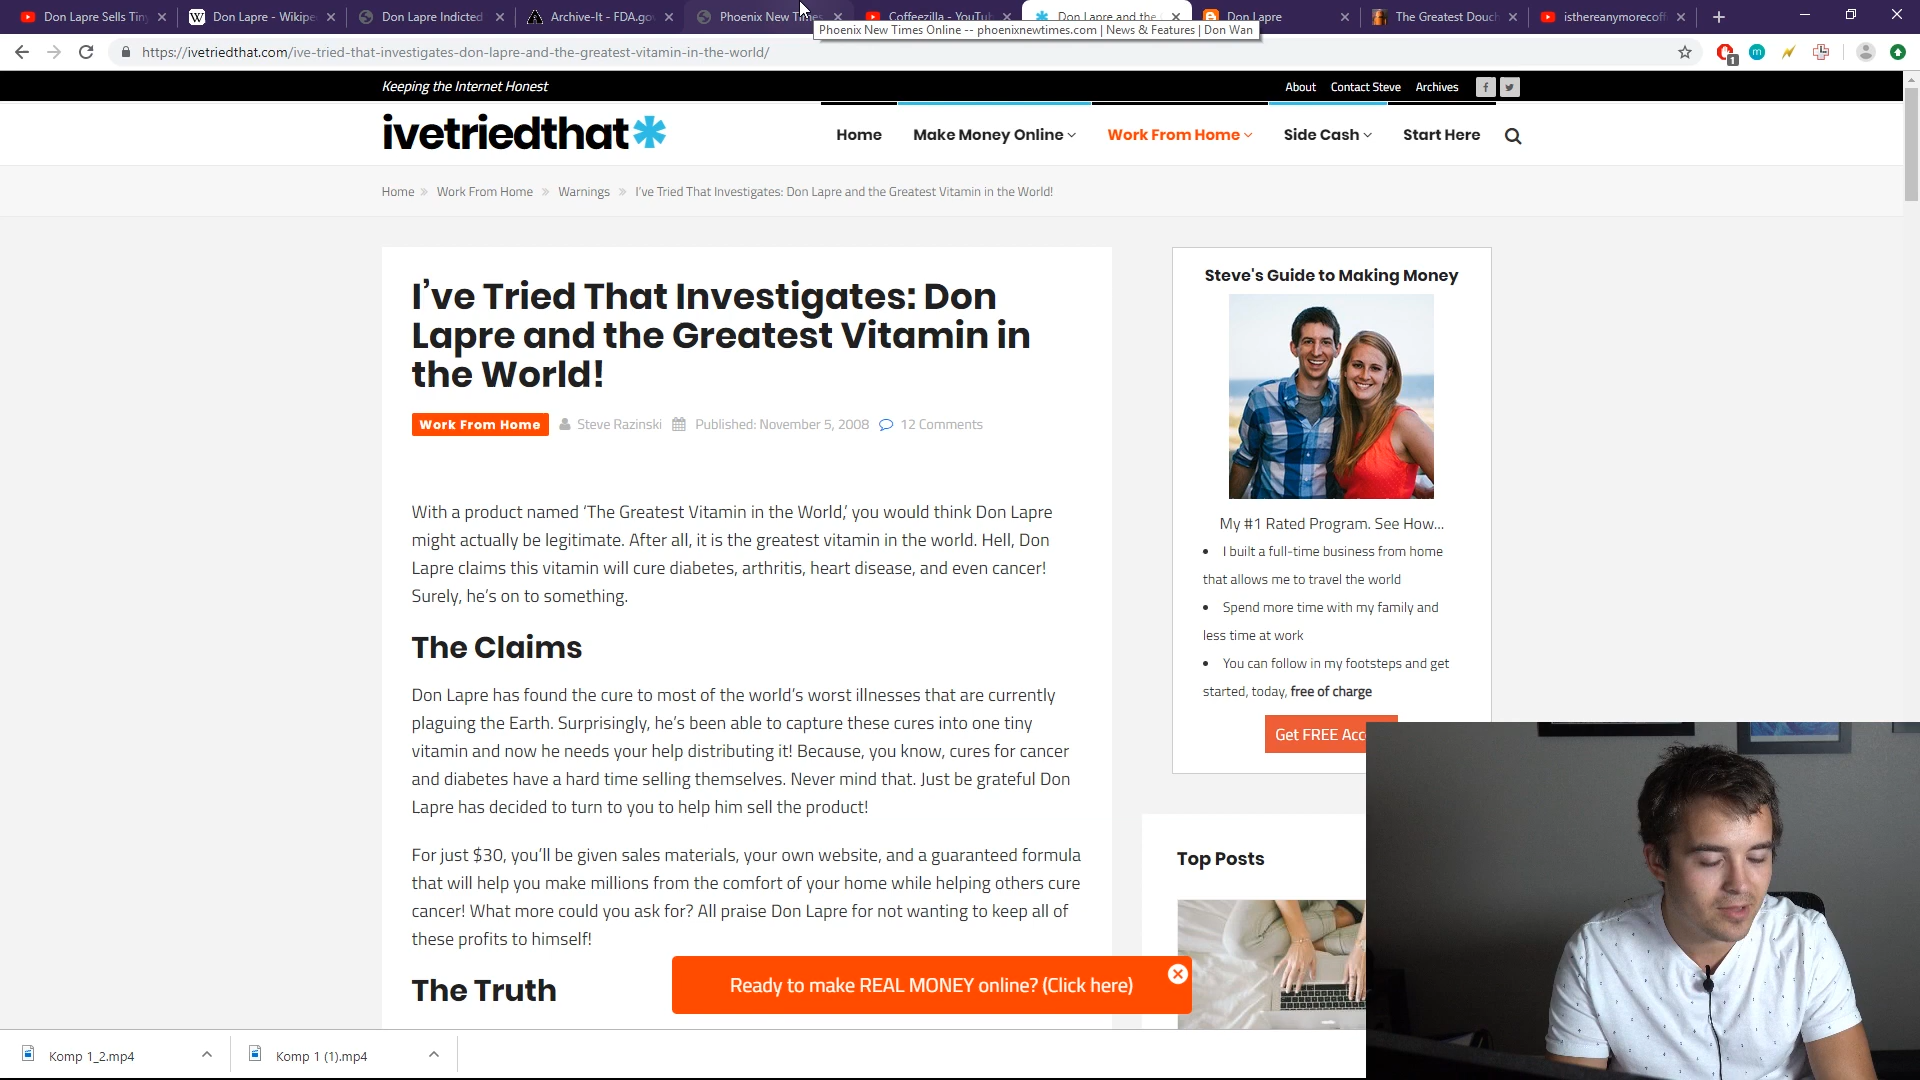 Don Lapre Sells Tin
Don Lapre - Wikipe
Don Lapre Indicted
Archive-It - FDA.go
Phoenix New Times
Coffeezilla - YouTu
Don Lapre and the
Don Lapre
The Greatest Douch
isthereanymorecoff
Phoenix New Times Online -- phoenixnewtimes.com | News & Features | Don Wan
https://ivetriedthat.com/ive-tried-that-investigates-don-lapre-and-the-greatest-vitamin-in-the-world/
Keeping the Internet Honest
About Contact Steve Archives
ivetriedthat
Home Make Money Online Work From Home Side Cash Start Here
Home » Work From Home » Warnings » I've Tried That Investigates: Don Lapre and the Greatest Vitamin in the World!
I've Tried That Investigates: Don
Lapre and the Greatest Vitamin in
the World!
Work From Home Steve Razinski Published: November 5, 2008 12 Comments
With a product named 'The Greatest Vitamin in the World,' you would think Don Lapre
might actually be legitimate. After all, it is the greatest vitamin in the world. Hell, Don
Lapre claims this vitamin will cure diabetes, arthritis, heart disease, and even cancer!
Surely, he's on to something.
The Claims
Don Lapre has found the cure to most of the world's worst illnesses that are currently
plaguing the Earth. Surprisingly, he's been able to capture these cures into one tiny
vitamin and now he needs your help distributing it! Because, you know, cures for cancer
and diabetes have a hard time selling themselves. Never mind that. Just be grateful Don
Lapre has decided to turn to you to help him sell the product!
For just $30, you'll be given sales materials, your own website, and a guaranteed formula
that will help you make millions from the comfort of your home while helping others cure
cancer! What more could you ask for? All praise Don Lapre for not wanting to keep all of
these profits to himself!
The Truth
Steve's Guide to Making Money
My #1 Rated Program. See How...
• I built a full-time business from home
that allows me to travel the world
• Spend more time with my family and
less time at work
• You can follow in my footsteps and get
started, today, free of charge
Get FREE Acc
Top Posts
Ready to make REAL MONEY online? (Click here)
Komp 1_2.mp4
Komp 1 (1).mp4